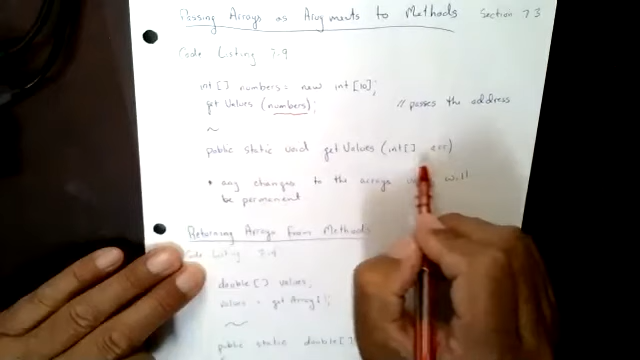 Passing Arrays as Arguments to Methods Section 7.3
Code Listing 7-9
int[] numbers = new int[10];
getValues (numbers); // passes the address
~
public static void getValues (int[] arr)
* any changes to the arrays will
be permanent
Returning Arrays from Methods
Code Listing
double[] values;
values = getArray();
~
public static double[]